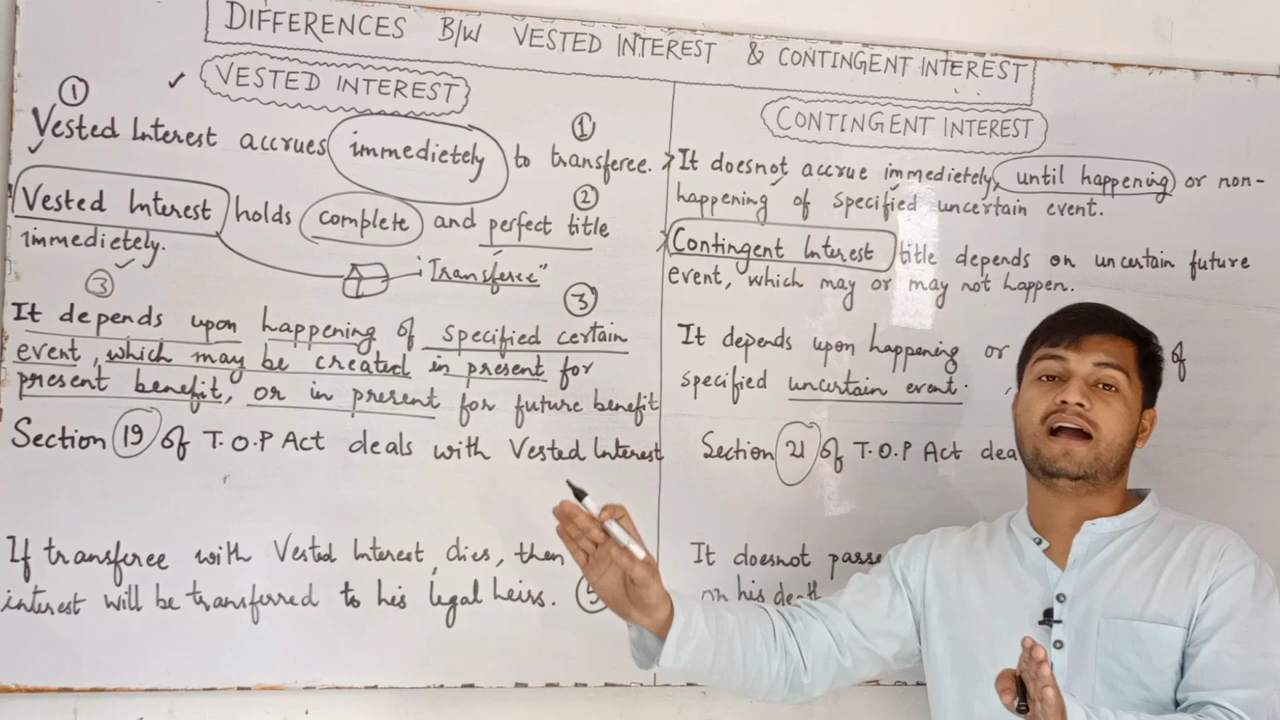 DIFFERENCES B/W VESTED INTEREST & CONTINGENT INTEREST
✓ VESTED INTEREST
①
Vested Interest accrues immedietely to transferee.
①
②
Vested Interest holds complete and perfect title
immedietely.
"Transferee"
③
③
It depends upon happening of specified certain
event, which may be created in present for
present benefit, or in present for future benefit
Section 19 of T.O.P Act deals with Vested Interest
If transferee with Vested Interest, dies, then
interest will be transferred to his legal heirs. ⑤
CONTINGENT INTEREST
It doesnot accrue immedietely, until happening or non-
happening of specified uncertain event.
Contingent Interest title depends on uncertain future
event, which may or may not happen.
It depends upon happening or of
specified uncertain event.
Section 21 of T.O.P Act dea
It doesnot passe
on his death